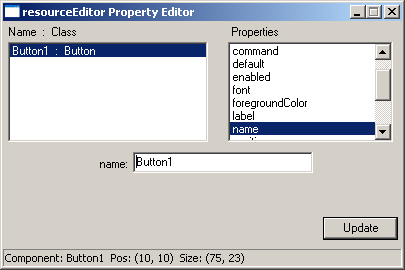 resourceEditor Property Editor
Name : Class
Button1 : Button
Properties
command
default
enabled
font
foregroundColor
label
name
name: Button1
Update
Component: Button1 Pos: (10, 10) Size: (75, 23)